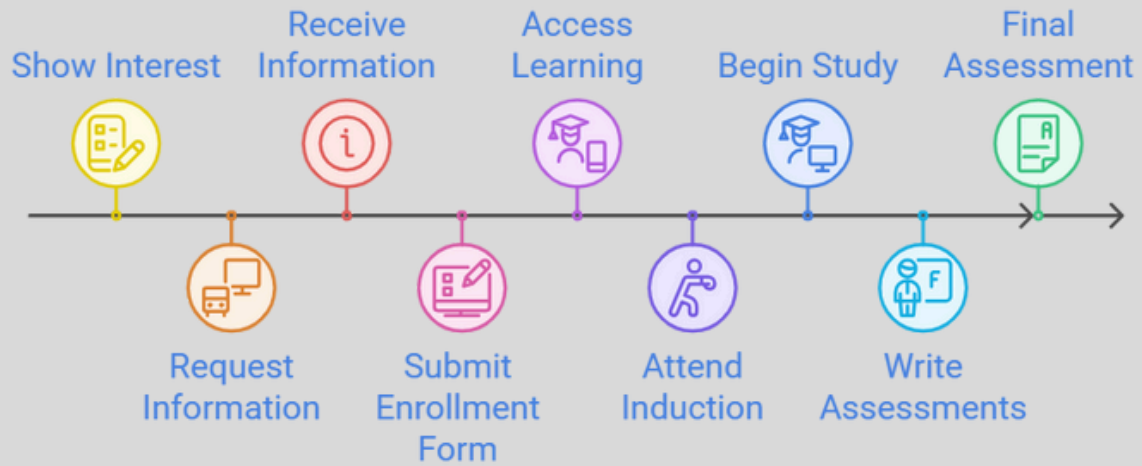 Show Interest
Request
Information
Receive
Information
i
Submit
Enrollment
Form
Access
Learning
Attend
Induction
Begin Study
Write
Assessments
F
Final
Assessment
A